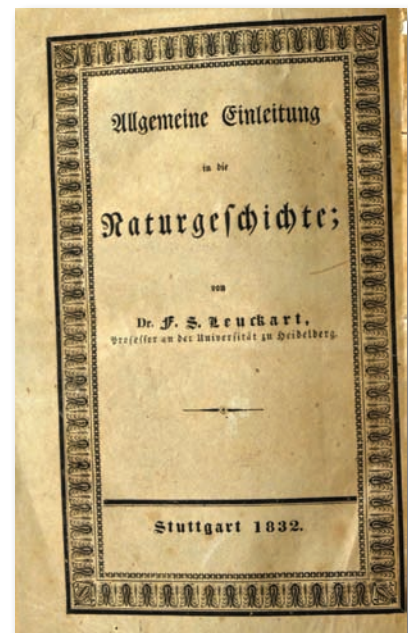 Allgemeine Einleitung
in die
Naturgeſchichte;
von
Dr. F. S. Leuckart,
Profeſſor an der Univerſität zu Heidelberg.
Stuttgart 1832.